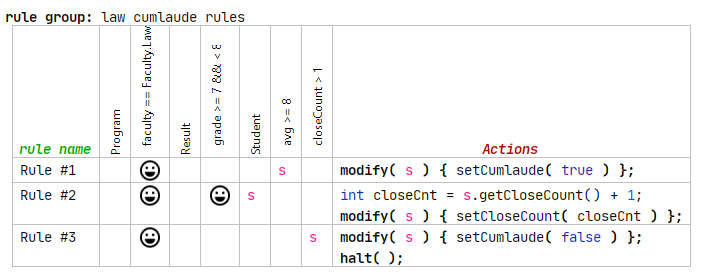 rule group: law cumlaude rules
rule name
Program
faculty == Faculty.Law
Result
grade >= 7 && < 8
Student
avg >= 8
closeCount > 1
Actions
Rule #1 s modify( s ) { setCumlaude( true ) };
Rule #2 s int closeCnt = s.getCloseCount() + 1;
modify( s ) { setCloseCount( closeCnt ) };
Rule #3 s modify( s ) { setCumlaude( false ) };
halt( );